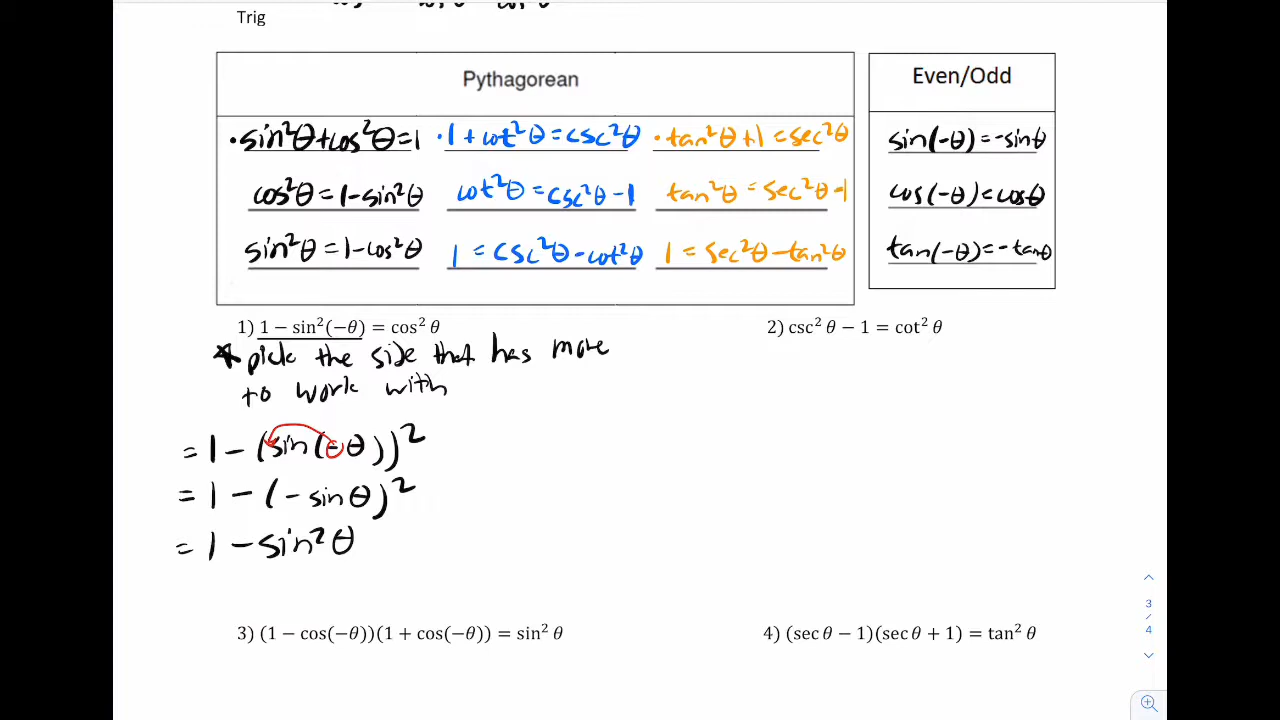 Trig
Pythagorean
Even/Odd
·sin²θ+cos²θ=1 ·1+cot²θ=csc²θ ·tan²θ+1=sec²θ
sin(-θ)=-sinθ
cos²θ=1-sin²θ cot²θ=csc²θ-1 tan²θ=sec²θ-1
cos(-θ)=cosθ
sin²θ=1-cos²θ 1=csc²θ-cot²θ 1=sec²θ-tan²θ
tan(-θ)=-tanθ
1) 1 − sin²(−θ) = cos² θ
2) csc² θ − 1 = cot² θ
* pick the side that has more
to work with
= 1 - (sin(-θ))²
= 1 - (-sinθ)²
= 1 - sin²θ
3) (1 − cos(−θ))(1 + cos(−θ)) = sin² θ
4) (sec θ − 1)(sec θ + 1) = tan² θ
3
/
4